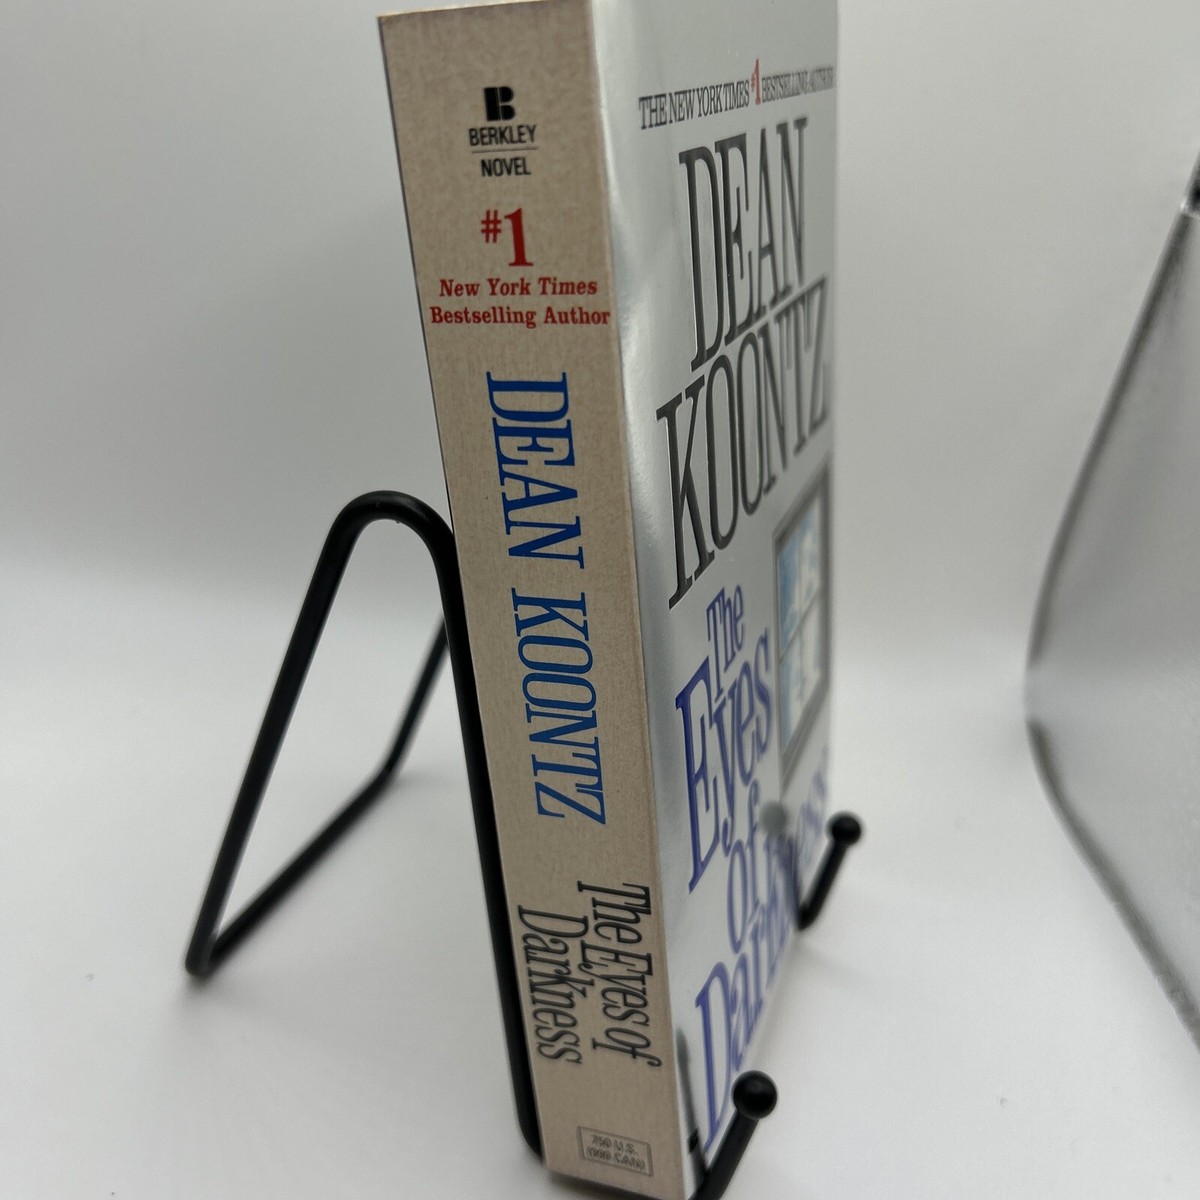 BERKLEY
NOVEL
#1
New York Times
Bestselling Author
DEAN KOONTZ
The Eyes of
Darkness
THE NEW YORK TIMES #1 BESTSELLING AUTHOR
DEAN
KOONTZ
The
Eyes
of